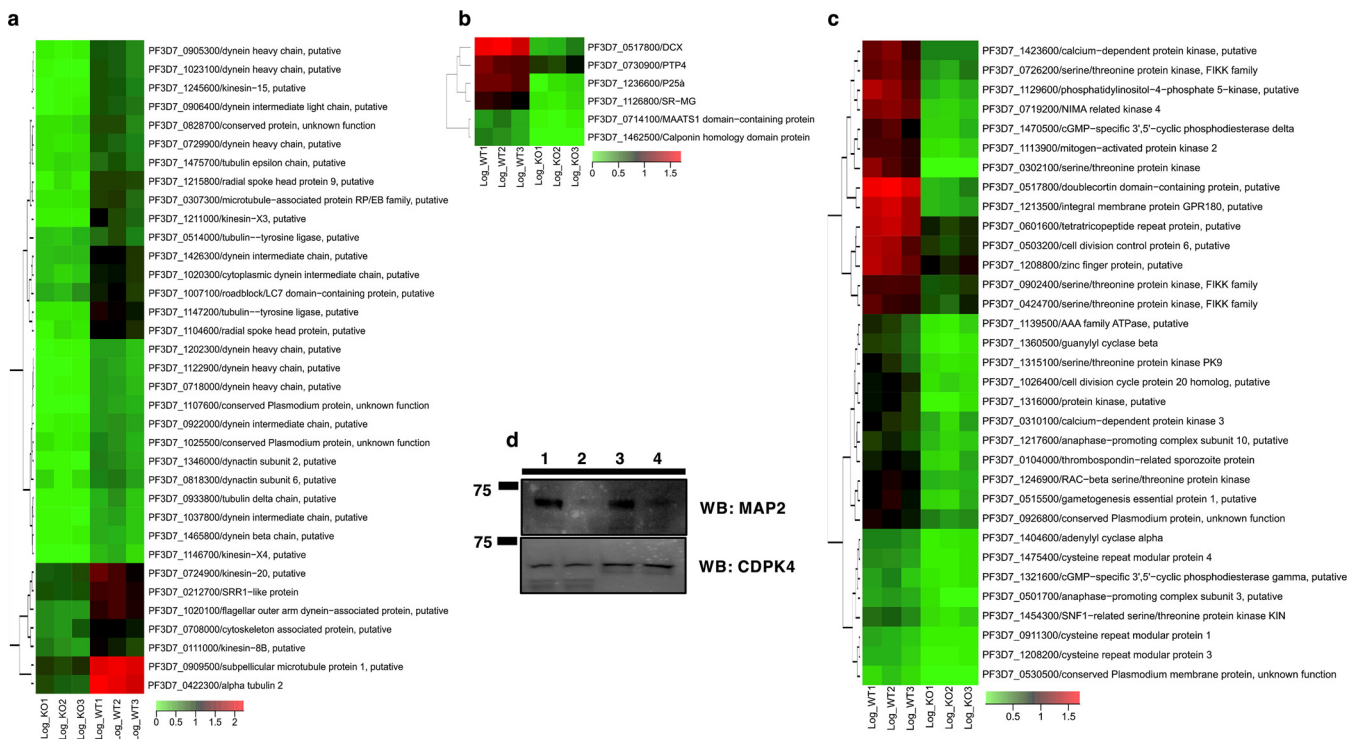 a
PF3D7_0905300/dynein heavy chain, putative
PF3D7_1023100/dynein heavy chain, putative
PF3D7_1245600/kinesin-15, putative
PF3D7_0906400/dynein intermediate light chain, putative
PF3D7_0828700/conserved protein, unknown function
PF3D7_0729900/dynein heavy chain, putative
PF3D7_1475700/tubulin epsilon chain, putative
PF3D7_1215800/radial spoke head protein 9, putative
PF3D7_0307300/microtubule-associated protein RP/EB family, putative
PF3D7_1211000/kinesin-X3, putative
PF3D7_0514000/tubulin--tyrosine ligase, putative
PF3D7_1426300/dynein intermediate chain, putative
PF3D7_1020300/cytoplasmic dynein intermediate chain, putative
PF3D7_1007100/roadblock/LC7 domain-containing protein, putative
PF3D7_1147200/tubulin--tyrosine ligase, putative
PF3D7_1104600/radial spoke head protein, putative
PF3D7_1202300/dynein heavy chain, putative
PF3D7_1122900/dynein heavy chain, putative
PF3D7_0718000/dynein heavy chain, putative
PF3D7_1107600/conserved Plasmodium protein, unknown function
PF3D7_0922000/dynein intermediate chain, putative
PF3D7_1025500/conserved Plasmodium protein, unknown function
PF3D7_1346000/dynactin subunit 2, putative
PF3D7_0818300/dynactin subunit 6, putative
PF3D7_0933800/tubulin delta chain, putative
PF3D7_1037800/dynein intermediate chain, putative
PF3D7_1465800/dynein beta chain, putative
PF3D7_1146700/kinesin-X4, putative
PF3D7_0724900/kinesin-20, putative
PF3D7_0212700/SRR1-like protein
PF3D7_1020100/flagellar outer arm dynein-associated protein, putative
PF3D7_0708000/cytoskeleton associated protein, putative
PF3D7_0111000/kinesin-8B, putative
PF3D7_0909500/subpellicular microtubule protein 1, putative
PF3D7_0422300/alpha tubulin 2
Log_KO1
Log_KO2
Log_KO3
Log_WT1
Log_WT2
Log_WT3
0 0.5 1 1.5 2
b
PF3D7_0517800/DCX
PF3D7_0730900/PTP4
PF3D7_1236600/P25à
PF3D7_1126800/SR-MG
PF3D7_0714100/MAATS1 domain-containing protein
PF3D7_1462500/Calponin homology domain protein
Log_WT1
Log_WT2
Log_WT3
Log_KO1
Log_KO2
Log_KO3
0 0.5 1 1.5
d
1 2 3 4
75
WB: MAP2
75
WB: CDPK4
c
PF3D7_1423600/calcium-dependent protein kinase, putative
PF3D7_0726200/serine/threonine protein kinase, FIKK family
PF3D7_1129600/phosphatidylinositol-4-phosphate 5-kinase, putative
PF3D7_0719200/NIMA related kinase 4
PF3D7_1470500/cGMP-specific 3',5'-cyclic phosphodiesterase delta
PF3D7_1113900/mitogen-activated protein kinase 2
PF3D7_0302100/serine/threonine protein kinase
PF3D7_0517800/doublecortin domain-containing protein, putative
PF3D7_1213500/integral membrane protein GPR180, putative
PF3D7_0601600/tetratricopeptide repeat protein, putative
PF3D7_0503200/cell division control protein 6, putative
PF3D7_1208800/zinc finger protein, putative
PF3D7_0902400/serine/threonine protein kinase, FIKK family
PF3D7_0424700/serine/threonine protein kinase, FIKK family
PF3D7_1139500/AAA family ATPase, putative
PF3D7_1360500/guanylyl cyclase beta
PF3D7_1315100/serine/threonine protein kinase PK9
PF3D7_1026400/cell division cycle protein 20 homolog, putative
PF3D7_1316000/protein kinase, putative
PF3D7_0310100/calcium-dependent protein kinase 3
PF3D7_1217600/anaphase-promoting complex subunit 10, putative
PF3D7_0104000/thrombospondin-related sporozoite protein
PF3D7_1246900/RAC-beta serine/threonine protein kinase
PF3D7_0515500/gametogenesis essential protein 1, putative
PF3D7_0926800/conserved Plasmodium protein, unknown function
PF3D7_1404600/adenylyl cyclase alpha
PF3D7_1475400/cysteine repeat modular protein 4
PF3D7_1321600/cGMP-specific 3',5'-cyclic phosphodiesterase gamma, putative
PF3D7_0501700/anaphase-promoting complex subunit 3, putative
PF3D7_1454300/SNF1-related serine/threonine protein kinase KIN
PF3D7_0911300/cysteine repeat modular protein 1
PF3D7_1208200/cysteine repeat modular protein 3
PF3D7_0530500/conserved Plasmodium membrane protein, unknown function
Log_WT1
Log_WT2
Log_WT3
Log_KO1
Log_KO2
Log_KO3
0.5 1 1.5